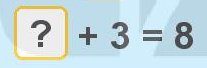 ? + 3 = 8